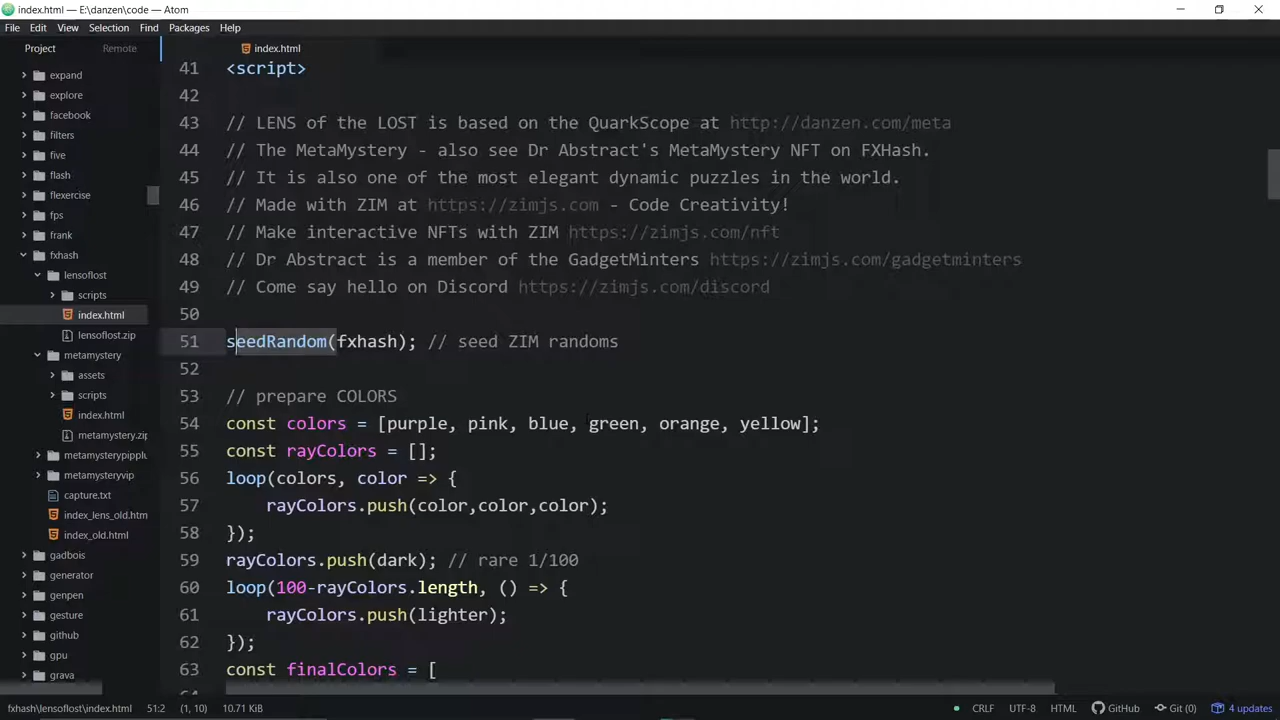 index.html — E:\danzen\code — Atom
File Edit View Selection Find Packages Help
Project Remote
expand
explore
facebook
filters
five
flash
flexercise
fps
frank
fxhash
lensoflost
scripts
index.html
lensoflost.zip
metamystery
assets
scripts
index.html
metamystery.zip
metamysterypipplu
metamysteryvip
capture.txt
index_lens_old.htm
index_old.html
gadbois
generator
genpen
gesture
github
gpu
grava
index.html
41 <script>
42
43 // LENS of the LOST is based on the QuarkScope at http://danzen.com/meta
44 // The MetaMystery - also see Dr Abstract's MetaMystery NFT on FXHash.
45 // It is also one of the most elegant dynamic puzzles in the world.
46 // Made with ZIM at https://zimjs.com - Code Creativity!
47 // Make interactive NFTs with ZIM https://zimjs.com/nft
48 // Dr Abstract is a member of the GadgetMinters https://zimjs.com/gadgetminters
49 // Come say hello on Discord https://zimjs.com/discord
50
51 seedRandom(fxhash); // seed ZIM randoms
52
53 // prepare COLORS
54 const colors = [purple, pink, blue, green, orange, yellow];
55 const rayColors = [];
56 loop(colors, color => {
57 rayColors.push(color,color,color);
58 });
59 rayColors.push(dark); // rare 1/100
60 loop(100-rayColors.length, () => {
61 rayColors.push(lighter);
62 });
63 const finalColors = [
fxhash\lensoflost\index.html 51:2 (1, 10) 10.71 KiB CRLF UTF-8 HTML GitHub Git (0) 4 updates